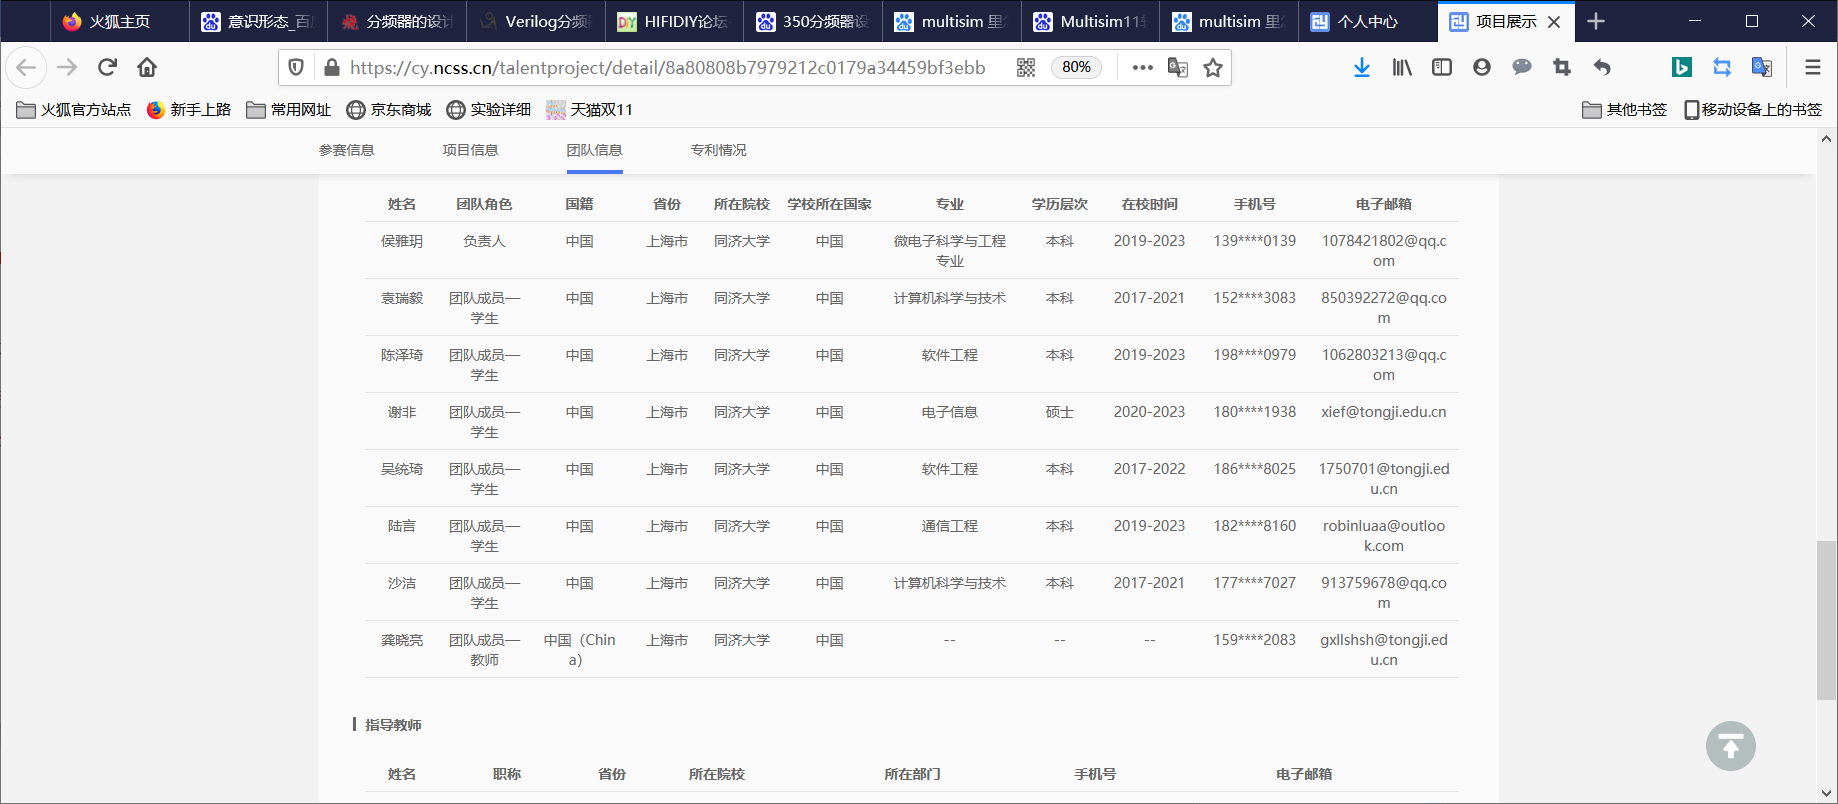 火狐主页 意识形态_百 分频器的设计 Verilog分频 HIFIDIY论坛 350分频器设 multisim 里 Multisim11 multisim 里 个人中心 项目展示
https://cy.ncss.cn/talentproject/detail/8a80808b7979212c0179a34459bf3ebb 80%
火狐官方站点 新手上路 常用网址 京东商城 实验详细 天猫双11 其他书签 移动设备上的书签
参赛信息 项目信息 团队信息 专利情况
姓名 团队角色 国籍 省份 所在院校 学校所在国家 专业 学历层次 在校时间 手机号 电子邮箱
侯雅玥 负责人 中国 上海市 同济大学 中国 微电子科学与工程 本科 2019-2023 139****0139 1078421802@qq.c
专业 om
袁瑞毅 团队成员— 中国 上海市 同济大学 中国 计算机科学与技术 本科 2017-2021 152****3083 850392272@qq.co
学生 m
陈泽琦 团队成员— 中国 上海市 同济大学 中国 软件工程 本科 2019-2023 198****0979 1062803213@qq.c
学生 om
谢非 团队成员— 中国 上海市 同济大学 中国 电子信息 硕士 2020-2023 180****1938 xief@tongji.edu.cn
学生
吴统琦 团队成员— 中国 上海市 同济大学 中国 软件工程 本科 2017-2022 186****8025 1750701@tongji.ed
学生 u.cn
陆言 团队成员— 中国 上海市 同济大学 中国 通信工程 本科 2019-2023 182****8160 robinluaa@outloo
学生 k.com
沙洁 团队成员— 中国 上海市 同济大学 中国 计算机科学与技术 本科 2017-2021 177****7027 913759678@qq.co
学生 m
龚晓亮 团队成员— 中国（Chin 上海市 同济大学 中国 -- -- -- 159****2083 gxllshsh@tongji.ed
教师 a） u.cn
指导教师
姓名 职称 省份 所在院校 所在部门 手机号 电子邮箱